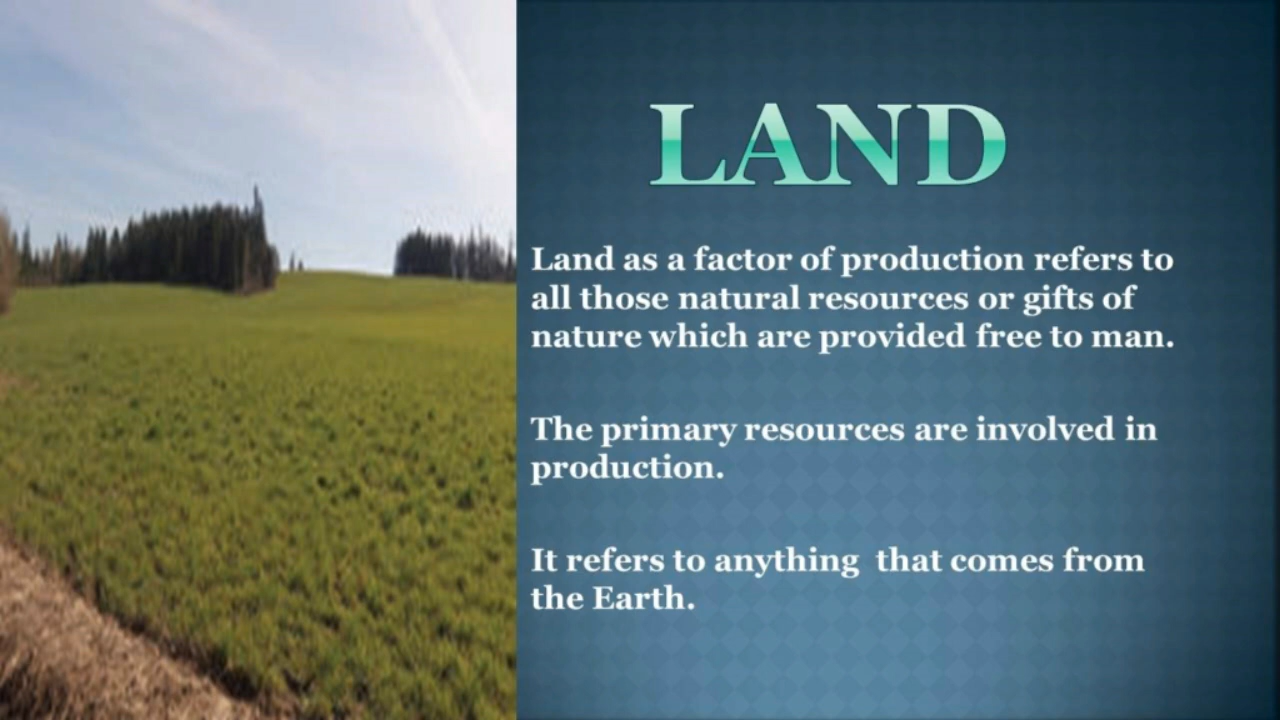 LAND
Land as a factor of production refers to
all those natural resources or gifts of
nature which are provided free to man.
The primary resources are involved in
production.
It refers to anything  that comes from
the Earth.